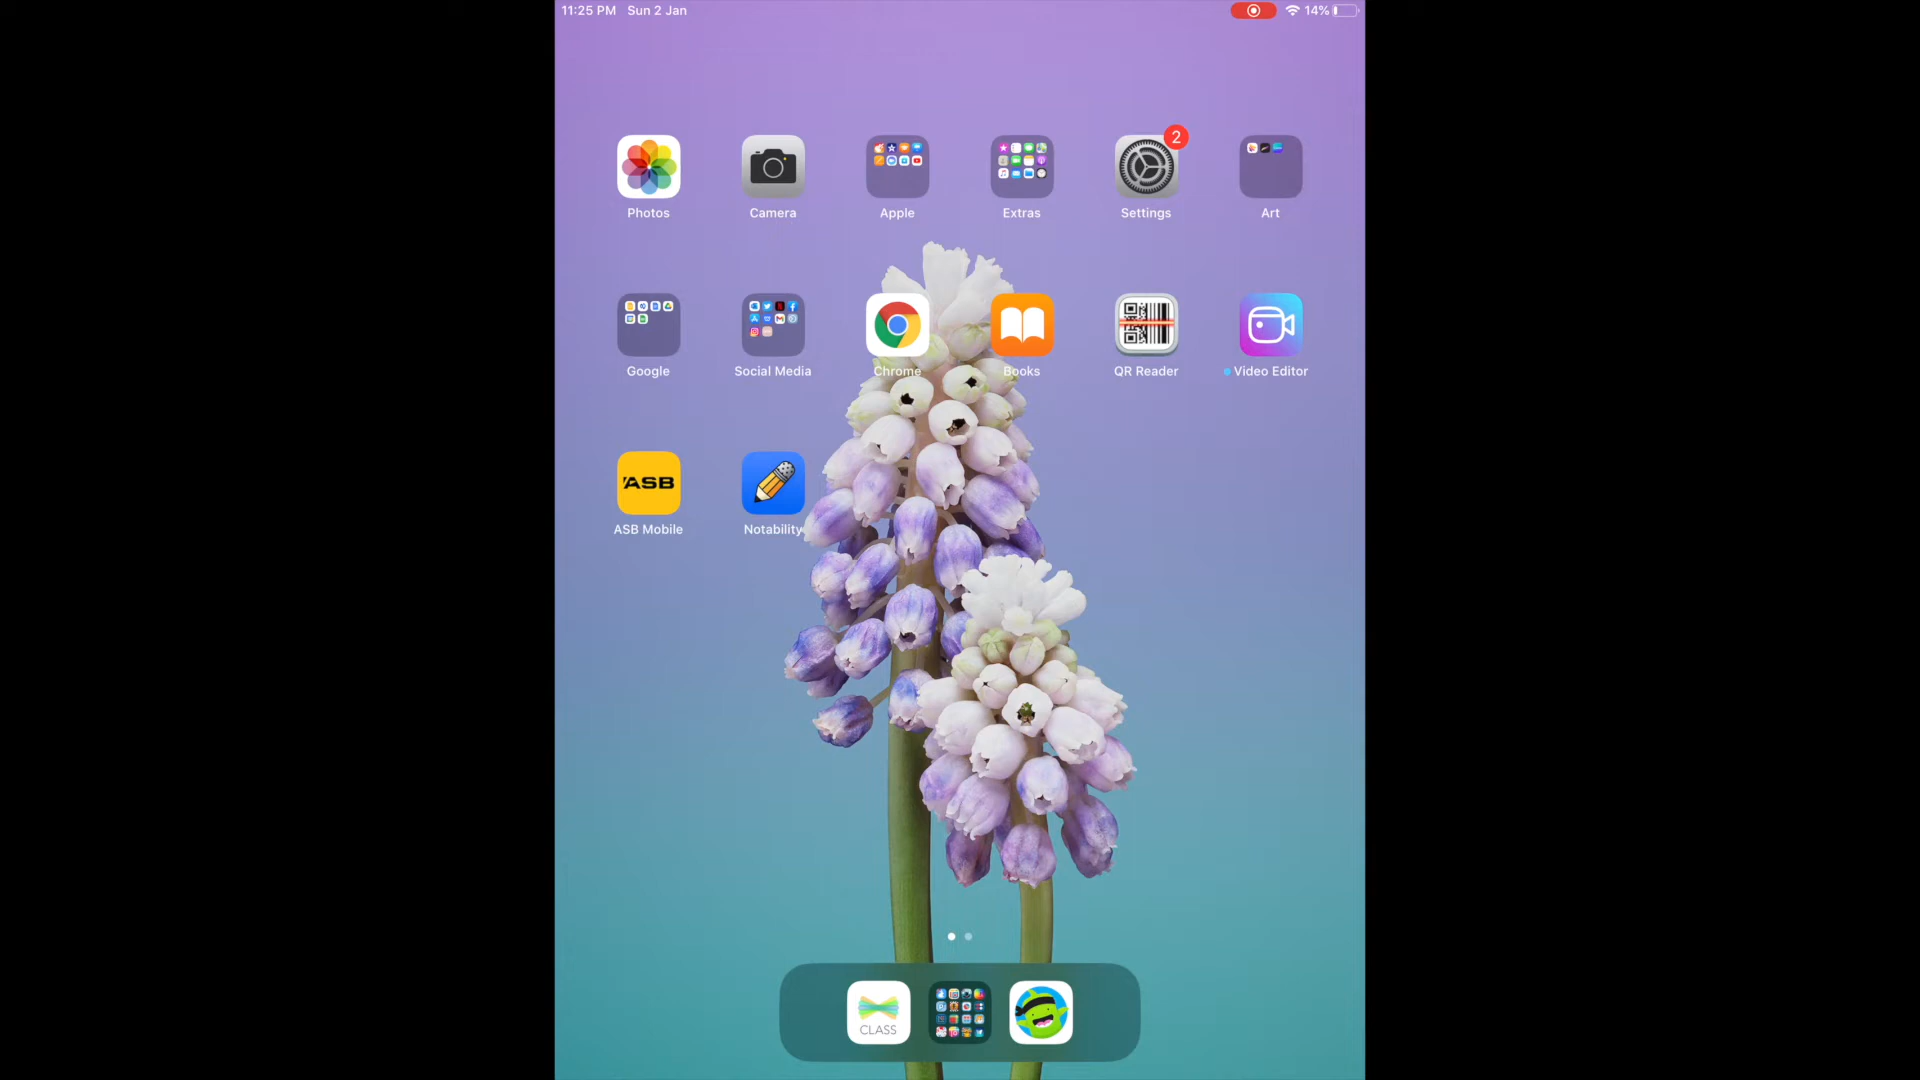 11:25 PM Sun 2 Jan 14%
2
Photos Camera Apple Extras Settings Art
Google Social Media Chrome Books QR Reader Video Editor
ASB
ASB Mobile Notability
CLASS